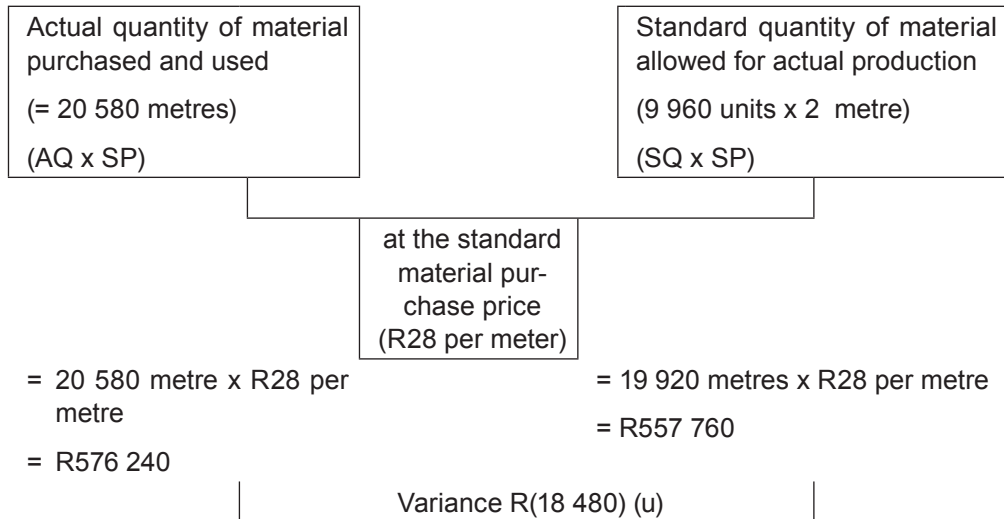 Actual quantity of material
purchased and used
(= 20 580 metres)
(AQ x SP)
Standard quantity of material
allowed for actual production
(9 960 units x 2 metre)
(SQ x SP)
at the standard
material pur-
chase price
(R28 per meter)
= 20 580 metre x R28 per
metre
= R576 240
= 19 920 metres x R28 per metre
= R557 760
Variance R(18 480) (u)